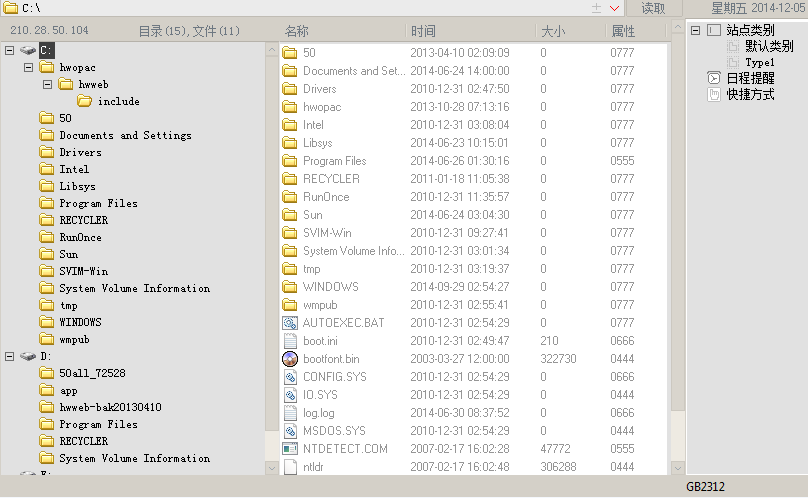 C:\ 读取 星期五 2014-12-05
210.28.50.104 目录(15),文件(11)
C:
hwopac
hwweb
include
50
Documents and Settings
Drivers
Intel
Libsys
Program Files
RECYCLER
RunOnce
Sun
SVIM-Win
System Volume Information
tmp
WINDOWS
wmpub
D:
50all_72528
app
hwweb-bak20130410
Program Files
RECYCLER
System Volume Information
名称 时间 大小 属性
50 2013-04-10 02:09:09 0 0777
Documents and Set... 2014-06-24 14:00:00 0 0777
Drivers 2010-12-31 02:47:50 0 0777
hwopac 2013-10-28 07:13:16 0 0777
Intel 2010-12-31 03:08:04 0 0777
Libsys 2014-06-23 10:15:01 0 0777
Program Files 2014-06-26 01:30:16 0 0555
RECYCLER 2011-01-18 11:05:38 0 0777
RunOnce 2010-12-31 11:35:57 0 0777
Sun 2014-06-24 03:04:30 0 0777
SVIM-Win 2010-12-31 09:27:41 0 0777
System Volume Info... 2010-12-31 03:01:34 0 0777
tmp 2010-12-31 03:19:37 0 0777
WINDOWS 2014-09-29 02:54:27 0 0777
wmpub 2010-12-31 02:55:41 0 0777
AUTOEXEC.BAT 2010-12-31 02:54:29 0 0777
boot.ini 2010-12-31 02:49:47 210 0666
bootfont.bin 2003-03-27 12:00:00 322730 0444
CONFIG.SYS 2010-12-31 02:54:29 0 0666
IO.SYS 2010-12-31 02:54:29 0 0444
log.log 2014-06-30 08:37:52 0 0666
MSDOS.SYS 2010-12-31 02:54:29 0 0444
NTDETECT.COM 2007-02-17 16:02:28 47772 0555
ntldr 2007-02-17 16:02:48 306288 0444
站点类别
默认类别
Type1
日程提醒
快捷方式
GB2312